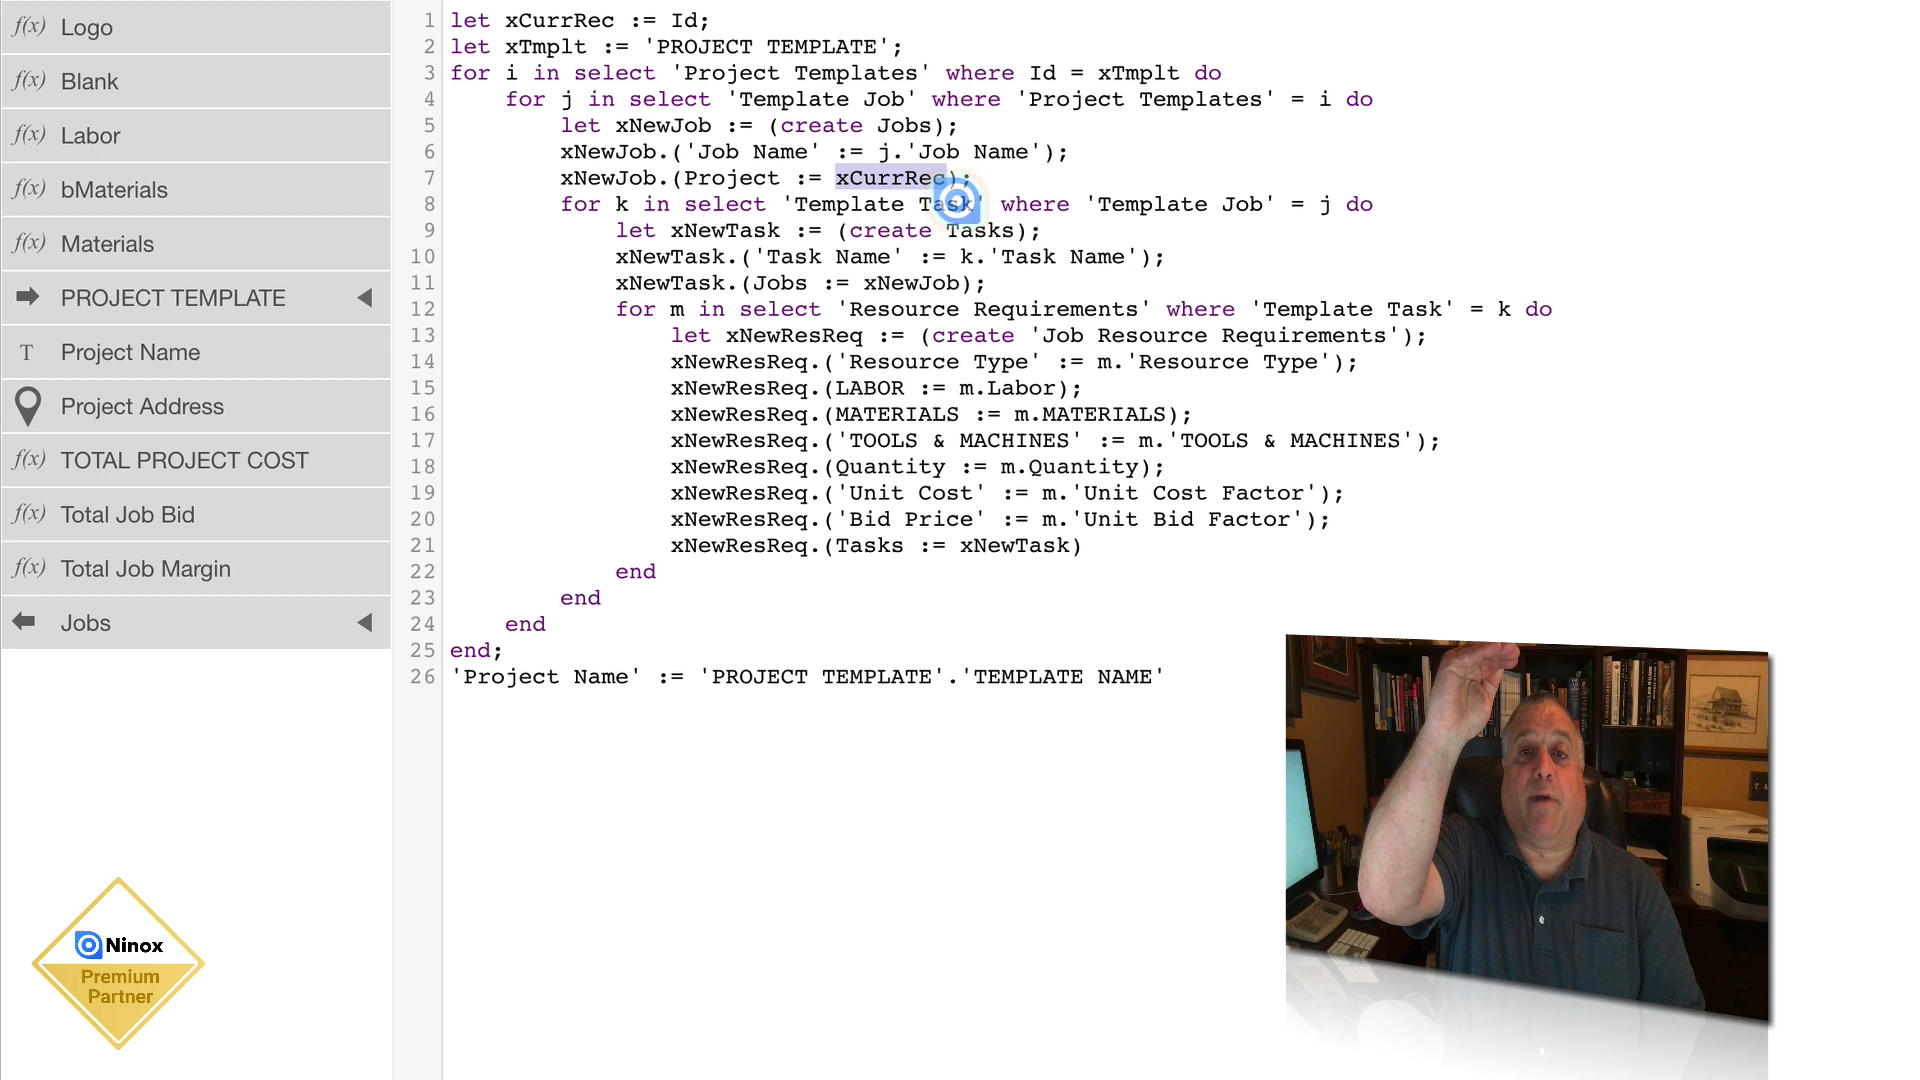 f(x) Logo
f(x) Blank
f(x) Labor
f(x) bMaterials
f(x) Materials
PROJECT TEMPLATE
T Project Name
Project Address
f(x) TOTAL PROJECT COST
f(x) Total Job Bid
f(x) Total Job Margin
Jobs
1 let xCurrRec := Id;
2 let xTmplt := 'PROJECT TEMPLATE';
3 for i in select 'Project Templates' where Id = xTmplt do
4 for j in select 'Template Job' where 'Project Templates' = i do
5 let xNewJob := (create Jobs);
6 xNewJob.('Job Name' := j.'Job Name');
7 xNewJob.(Project := xCurrRec);
8 for k in select 'Template Task' where 'Template Job' = j do
9 let xNewTask := (create Tasks);
10 xNewTask.('Task Name' := k.'Task Name');
11 xNewTask.(Jobs := xNewJob);
12 for m in select 'Resource Requirements' where 'Template Task' = k do
13 let xNewResReq := (create 'Job Resource Requirements');
14 xNewResReq.('Resource Type' := m.'Resource Type');
15 xNewResReq.(LABOR := m.Labor);
16 xNewResReq.(MATERIALS := m.MATERIALS);
17 xNewResReq.('TOOLS & MACHINES' := m.'TOOLS & MACHINES');
18 xNewResReq.(Quantity := m.Quantity);
19 xNewResReq.('Unit Cost' := m.'Unit Cost Factor');
20 xNewResReq.('Bid Price' := m.'Unit Bid Factor');
21 xNewResReq.(Tasks := xNewTask)
22 end
23 end
24 end
25 end;
26 'Project Name' := 'PROJECT TEMPLATE'.'TEMPLATE NAME'
Ninox
Premium
Partner